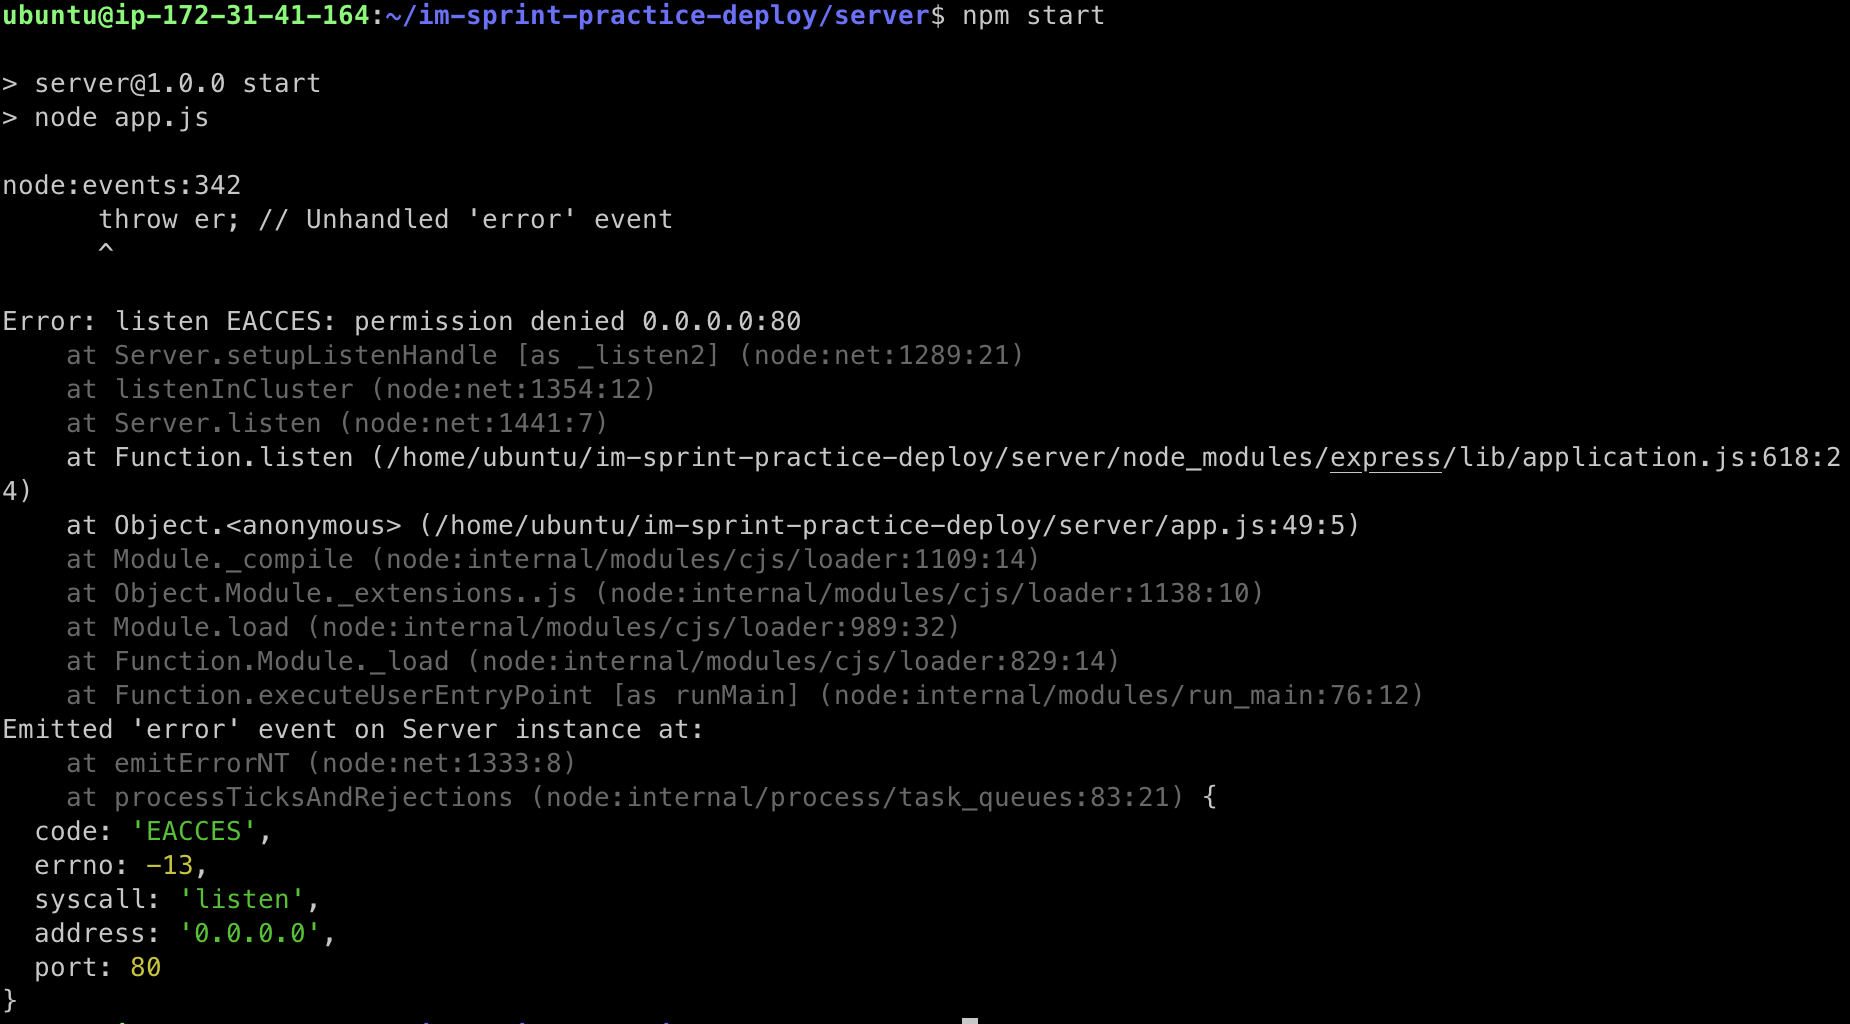 ubuntu@ip-172-31-41-164:~/im-sprint-practice-deploy/server$ npm start
> server@1.0.0 start
> node app.js
node:events:342
      throw er; // Unhandled 'error' event
      ^
Error: listen EACCES: permission denied 0.0.0.0:80
    at Server.setupListenHandle [as _listen2] (node:net:1289:21)
    at listenInCluster (node:net:1354:12)
    at Server.listen (node:net:1441:7)
    at Function.listen (/home/ubuntu/im-sprint-practice-deploy/server/node_modules/express/lib/application.js:618:2
4)
    at Object.<anonymous> (/home/ubuntu/im-sprint-practice-deploy/server/app.js:49:5)
    at Module._compile (node:internal/modules/cjs/loader:1109:14)
    at Object.Module._extensions..js (node:internal/modules/cjs/loader:1138:10)
    at Module.load (node:internal/modules/cjs/loader:989:32)
    at Function.Module._load (node:internal/modules/cjs/loader:829:14)
    at Function.executeUserEntryPoint [as runMain] (node:internal/modules/run_main:76:12)
Emitted 'error' event on Server instance at:
    at emitErrorNT (node:net:1333:8)
    at processTicksAndRejections (node:internal/process/task_queues:83:21) {
  code: 'EACCES',
  errno: -13,
  syscall: 'listen',
  address: '0.0.0.0',
  port: 80
}